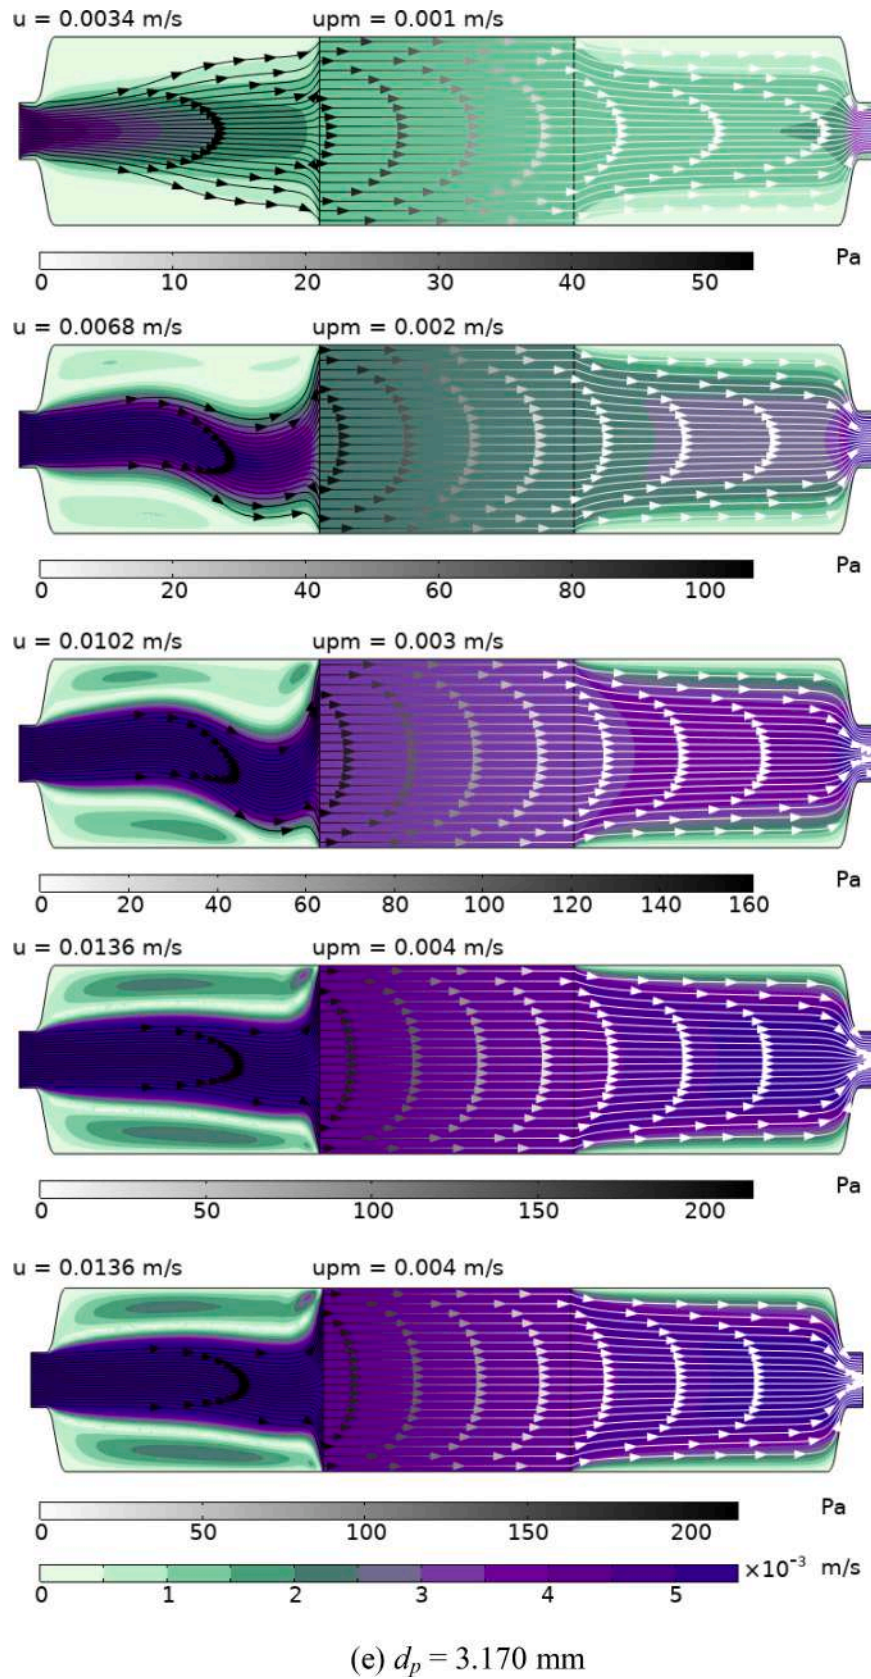 u = 0.0034 m/s upm = 0.001 m/s
0 10 20 30 40 50 Pa
u = 0.0068 m/s upm = 0.002 m/s
0 20 40 60 80 100 Pa
u = 0.0102 m/s upm = 0.003 m/s
0 20 40 60 80 100 120 140 160 Pa
u = 0.0136 m/s upm = 0.004 m/s
0 50 100 150 200 Pa
u = 0.0136 m/s upm = 0.004 m/s
0 50 100 150 200 Pa
0 1 2 3 4 5 ×10⁻³ m/s
(e) dₚ = 3.170 mm